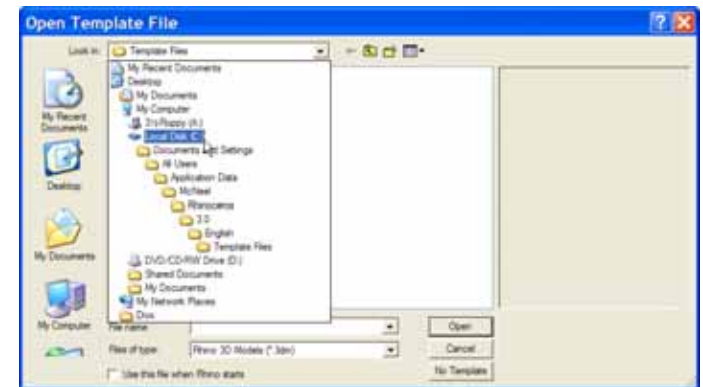 Open Template File
Look in: Template Files
My Recent Documents
Desktop
My Documents
My Computer
3½ Floppy (A:)
Local Disk (C:)
Documents and Settings
All Users
Application Data
McNeel
Rhinoceros
3.0
English
Template Files
DVD/CD-RW Drive (D:)
Shared Documents
My Documents
My Network Places
My Recent
Documents
Desktop
My Documents
My Computer
File name:
Open
Files of type: Rhino 3D Models (*.3dm)
Cancel
Use this file when Rhino starts
No Template